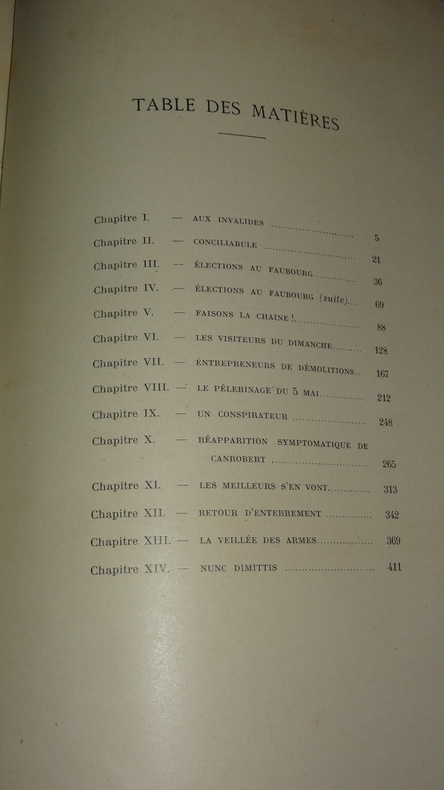 TABLE DES MATIÈRES
Chapitre I. — AUX INVALIDES ........................ 5
Chapitre II. — CONCILIABULE ........................ 21
Chapitre III. — ÉLECTIONS AU FAUBOURG............. 36
Chapitre IV. — ÉLECTIONS AU FAUBOURG (suite).... 69
Chapitre V. — FAISONS LA CHAINE !................ 88
Chapitre VI. — LES VISITEURS DU DIMANCHE......... 128
Chapitre VII. — ENTREPRENEURS DE DÉMOLITIONS... 167
Chapitre VIII. — LE PÈLERINAGE DU 5 MAI............. 212
Chapitre IX. — UN CONSPIRATEUR .................. 248
Chapitre X. — RÉAPPARITION SYMPTOMATIQUE DE
CANROBERT ........................ 265
Chapitre XI. — LES MEILLEURS S'EN VONT............ 313
Chapitre XII. — RETOUR D'ENTERREMENT ............. 342
Chapitre XIII. — LA VEILLÉE DES ARMES................ 369
Chapitre XIV. — NUNC DIMITTIS ........................ 411